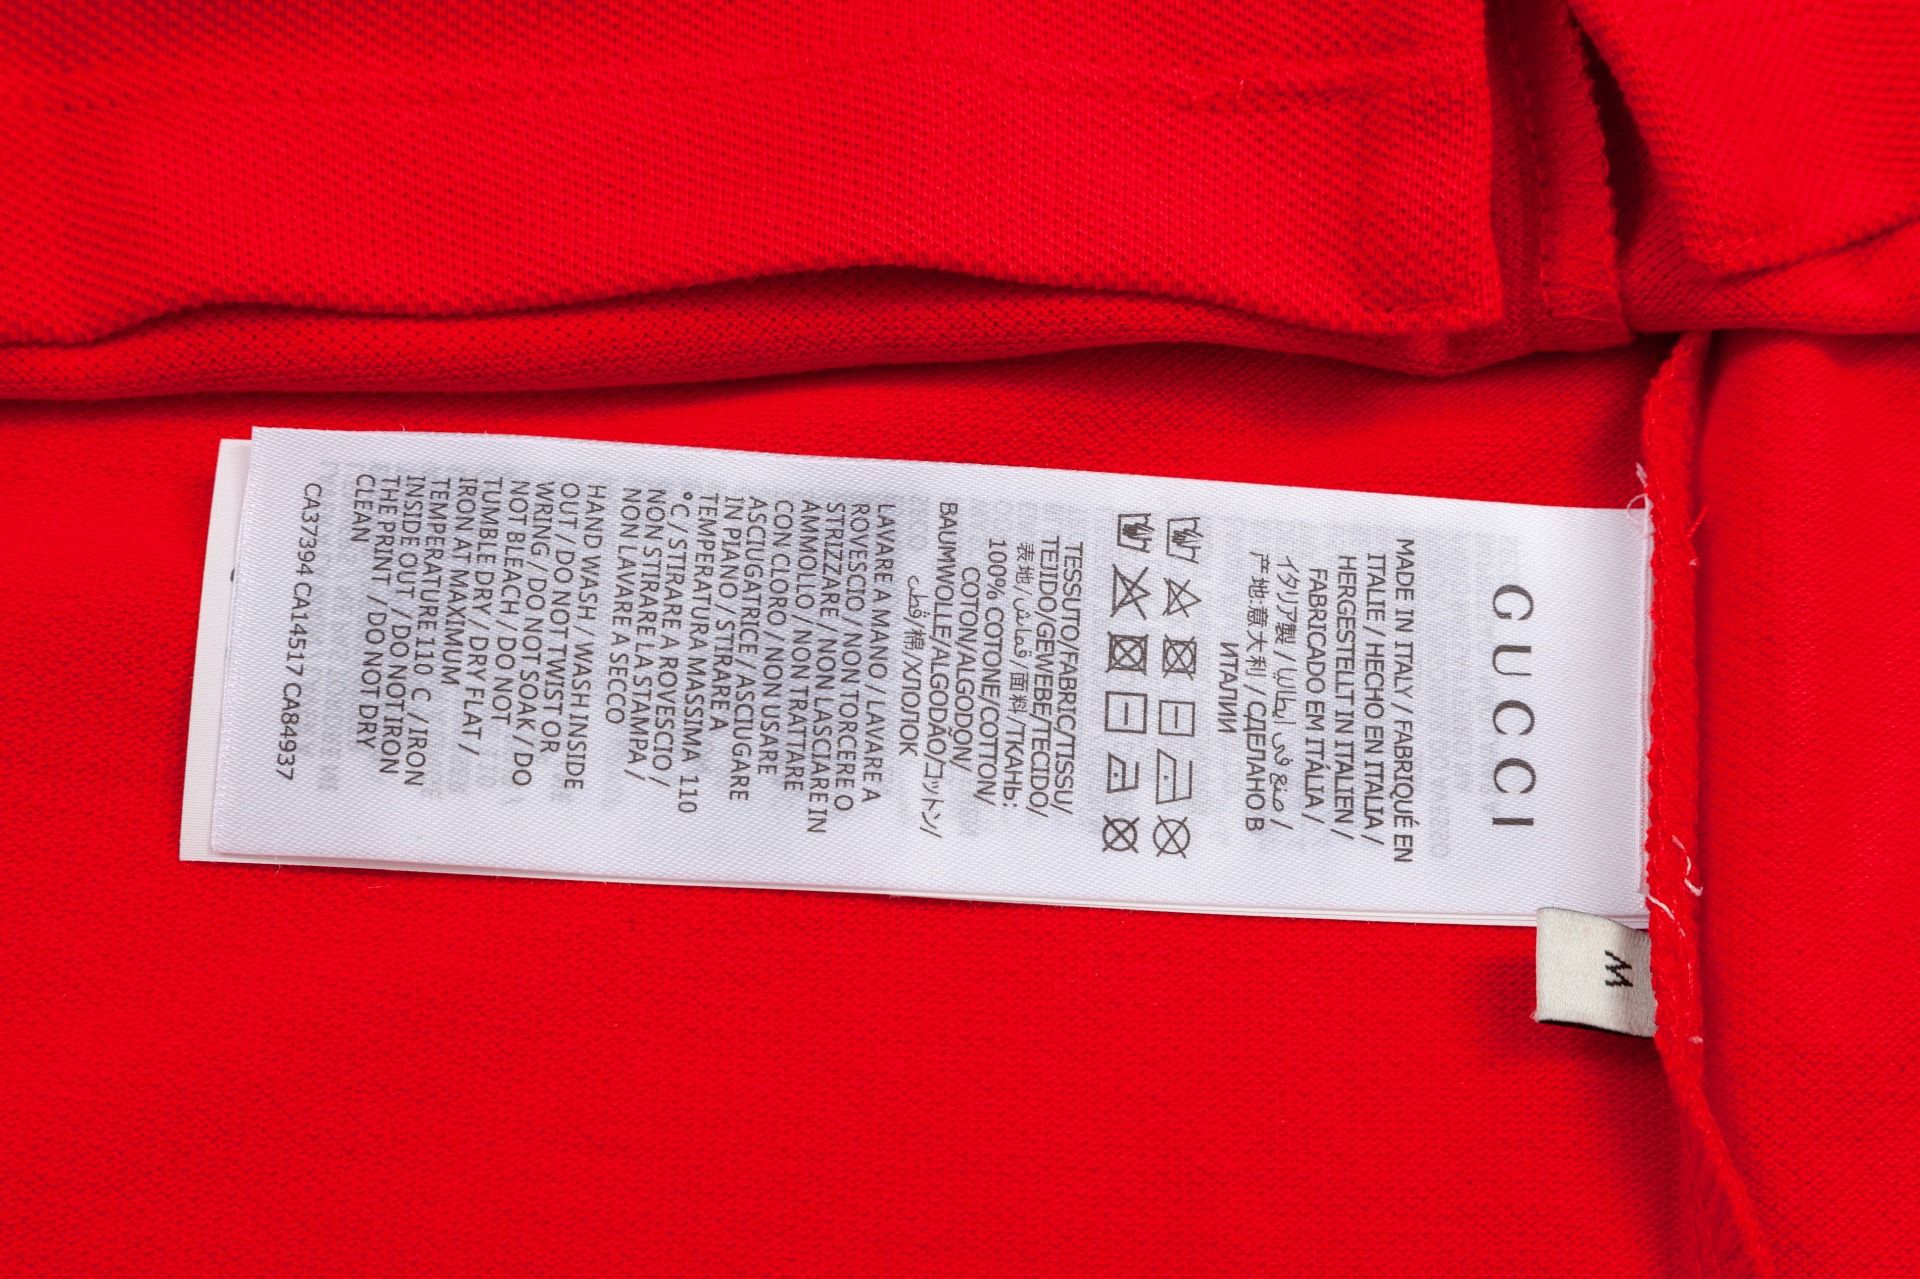 GUCCI
MADE IN ITALY / FABRIQUÉ EN
ITALIE / HECHO EN ITALIA /
HERGESTELLT IN ITALIEN /
FABRICADO EM ITÁLIA /
イタリア製 / صنع في ايطاليا /
产地:意大利 / СДЕЛАНО В
ИТАЛИИ
TESSUTO/FABRIC/TISSU/
TEJIDO/GEWEBE/TECIDO/
表地/قماش/面料/ТКАНЬ:
100% COTONE/COTTON/
COTON/ALGODON/
BAUMWOLLE/ALGODÃO/コットン/
قطن/棉/ХЛОПОК
LAVARE A MANO / LAVARE A
ROVESCIO / NON TORCERE O
STRIZZARE / NON LASCIARE IN
AMMOLLO / NON TRATTARE
CON CLORO / NON USARE
ASCIUGATRICE / ASCIUGARE
IN PIANO / STIRARE A
TEMPERATURA MASSIMA 110
°C / STIRARE A ROVESCIO /
NON STIRARE LA STAMPA /
NON LAVARE A SECCO
HAND WASH / WASH INSIDE
OUT / DO NOT TWIST OR
WRING / DO NOT SOAK / DO
NOT BLEACH / DO NOT
TUMBLE DRY / DRY FLAT /
IRON AT MAXIMUM
TEMPERATURE 110 C / IRON
INSIDE OUT / DO NOT IRON
THE PRINT / DO NOT DRY
CLEAN
CA37394 CA14517 CA84937
M